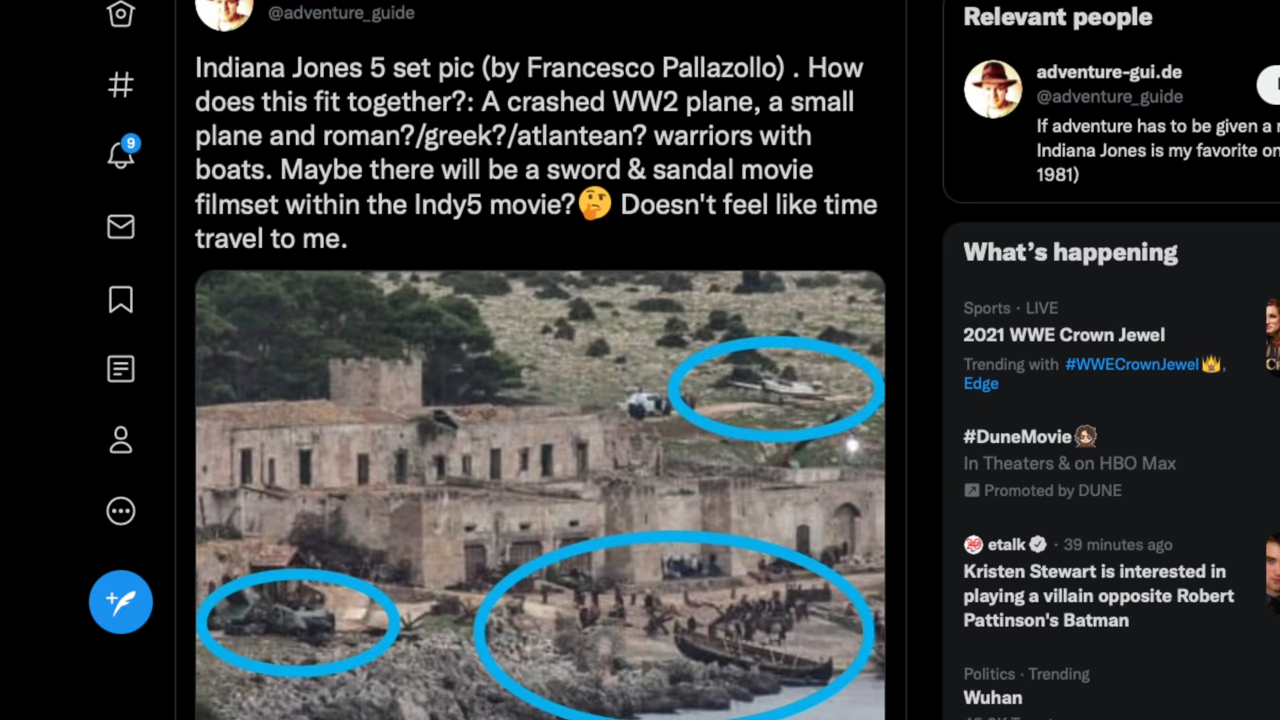 @adventure_guide
Indiana Jones 5 set pic (by Francesco Pallazollo) . How
does this fit together?: A crashed WW2 plane, a small
plane and roman?/greek?/atlantean? warriors with
boats. Maybe there will be a sword & sandal movie
filmset within the Indy5 movie?🤔 Doesn't feel like time
travel to me.
9
Relevant people
adventure-gui.de
@adventure_guide
If adventure has to be given a
Indiana Jones is my favorite on
1981)
What's happening
Sports · LIVE
2021 WWE Crown Jewel
Trending with #WWECrownJewel👑,
Edge
#DuneMovie
In Theaters & on HBO Max
Promoted by DUNE
etalk · 39 minutes ago
Kristen Stewart is interested in
playing a villain opposite Robert
Pattinson's Batman
Politics · Trending
Wuhan